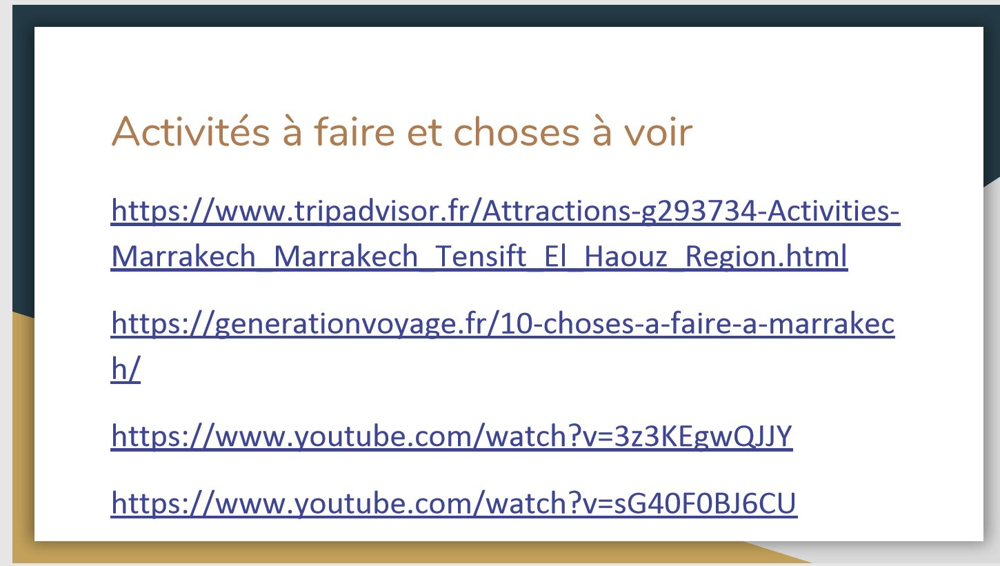 Activités à faire et choses à voir
https://www.tripadvisor.fr/Attractions-g293734-Activities-
Marrakech_Marrakech_Tensift_El_Haouz_Region.html
https://generationvoyage.fr/10-choses-a-faire-a-marrakec
h/
https://www.youtube.com/watch?v=3z3KEgwQJJY
https://www.youtube.com/watch?v=sG40F0BJ6CU